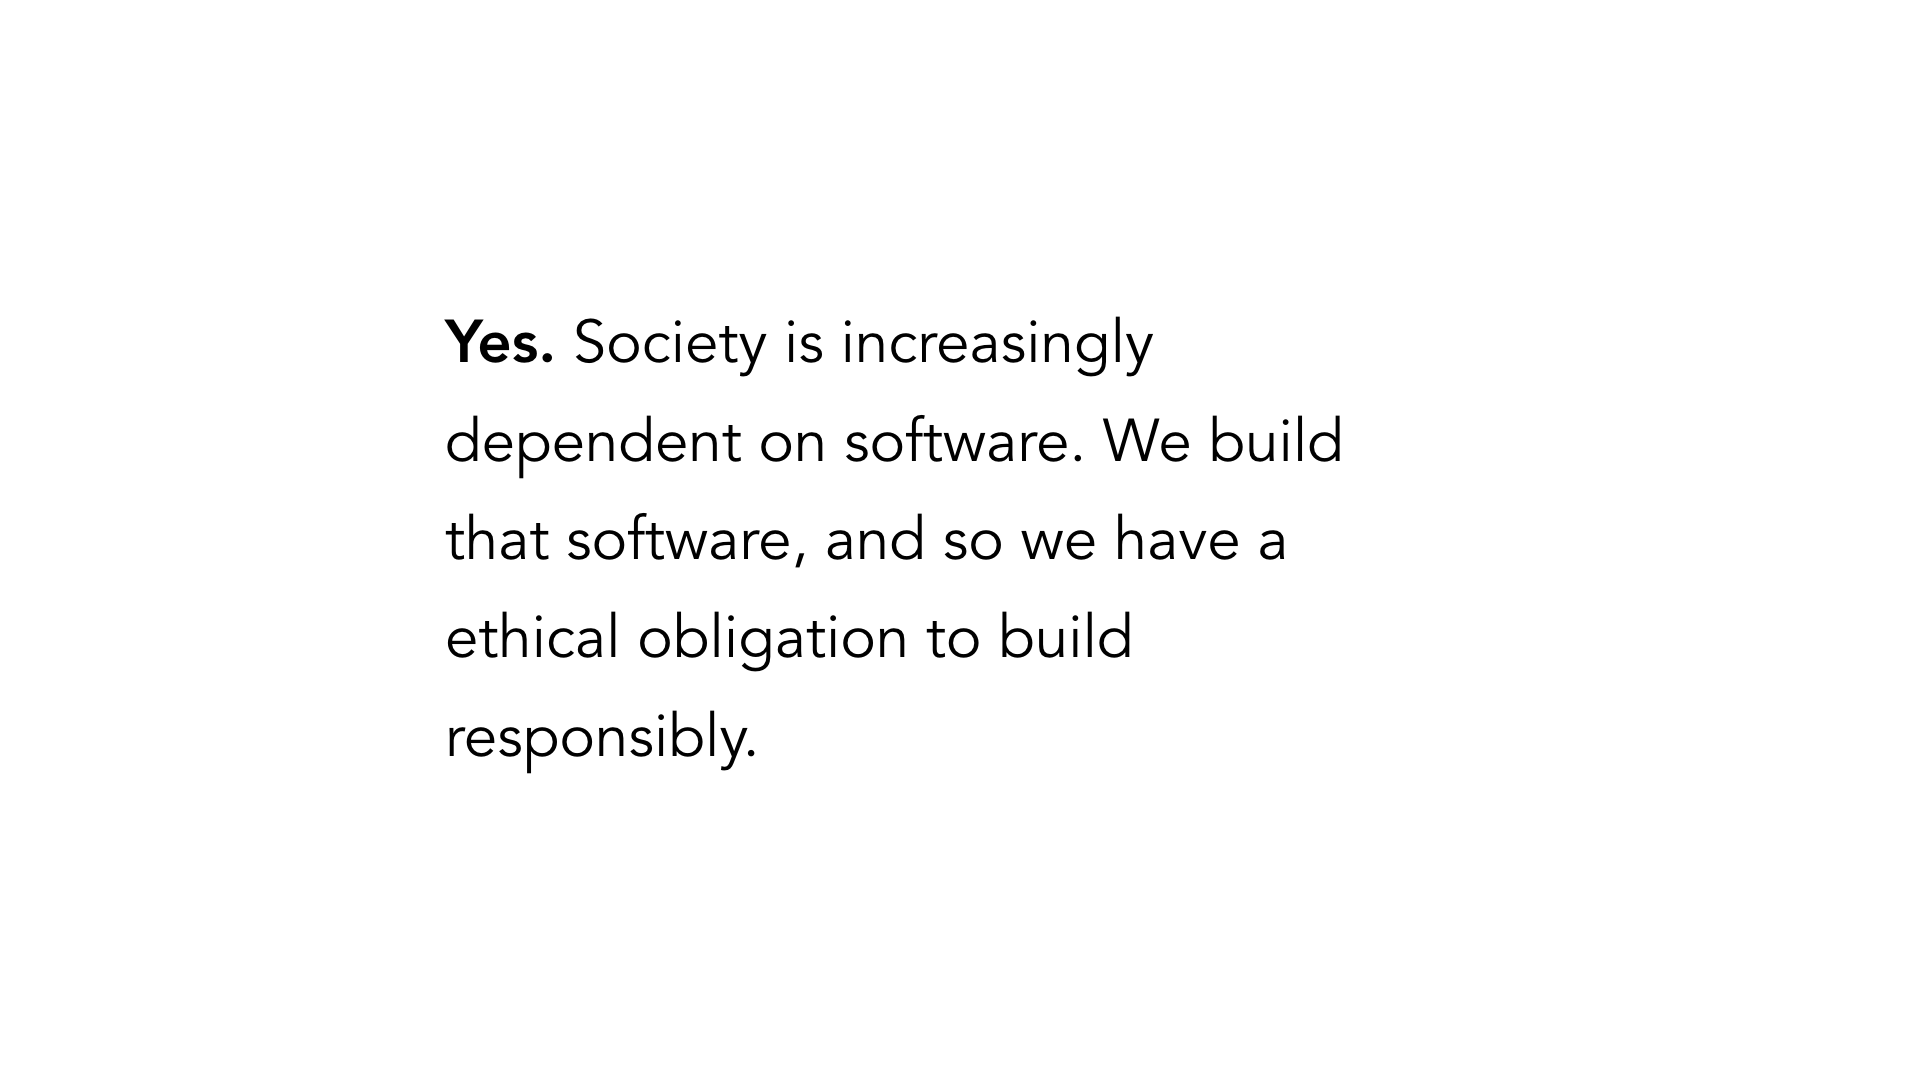 Yes. Society is increasingly
dependent on software. We build
that software, and so we have a
ethical obligation to build
responsibly.